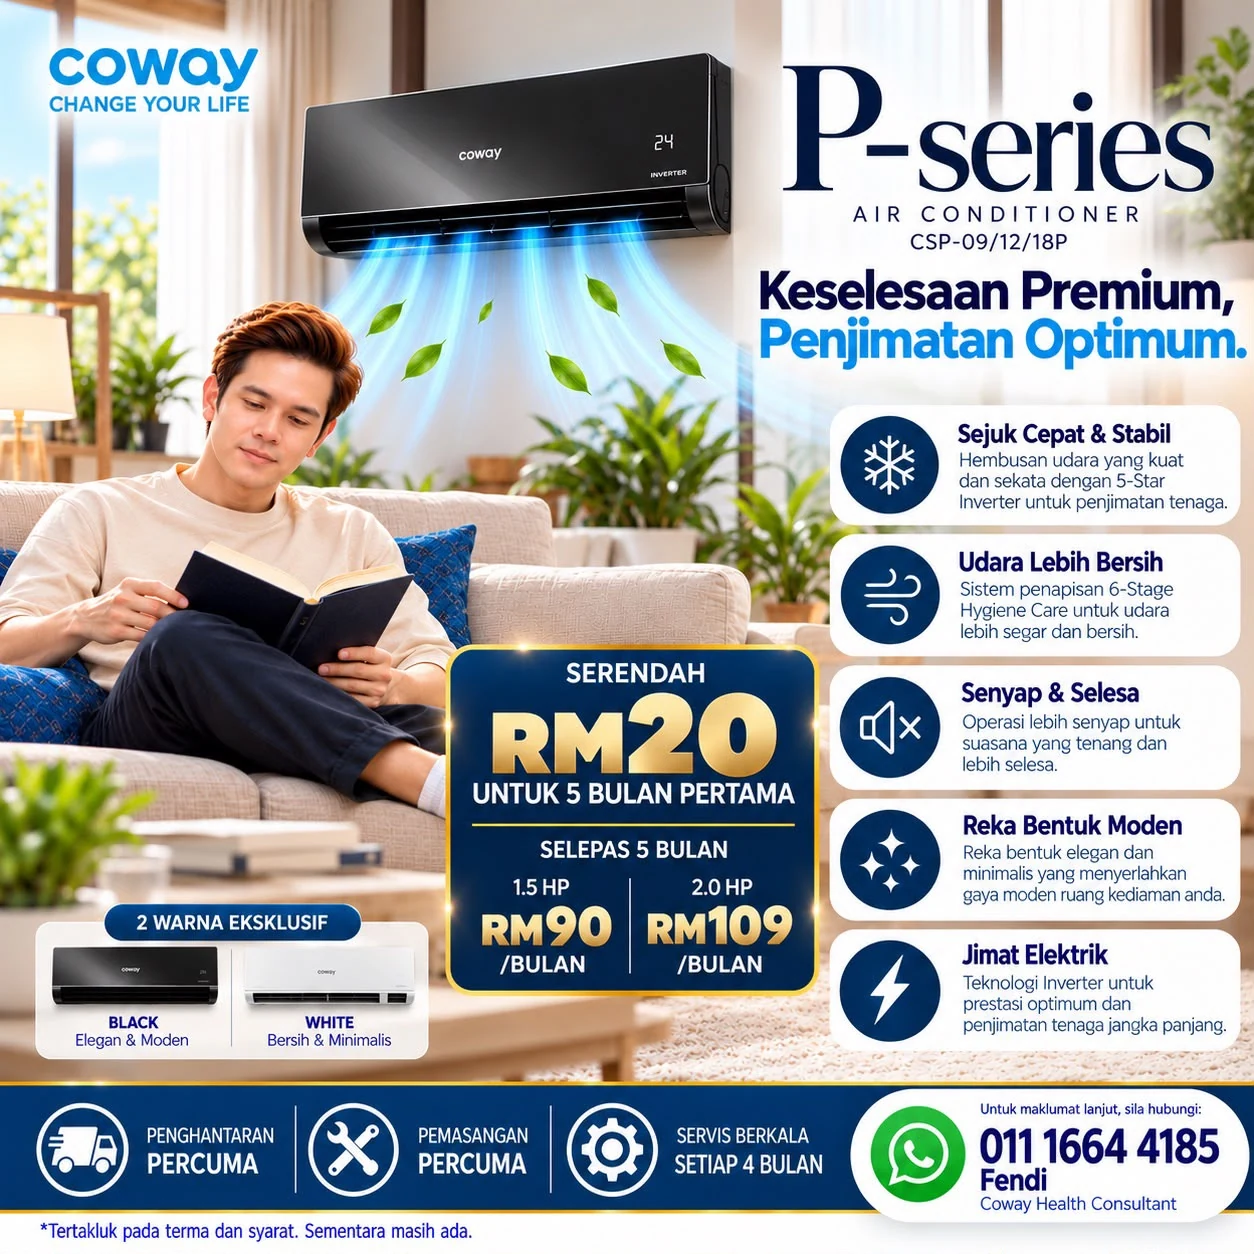 coway
CHANGE YOUR LIFE
coway
24
INVERTER
P-series
AIR CONDITIONER
CSP-09/12/18P
Keselesaan Premium,
Penjimatan Optimum.
Sejuk Cepat & Stabil
Hembusan udara yang kuat
dan sekata dengan 5-Star
Inverter untuk penjimatan tenaga.
Udara Lebih Bersih
Sistem penapisan 6-Stage
Hygiene Care untuk udara
lebih segar dan bersih.
Senyap & Selesa
Operasi lebih senyap untuk
suasana yang tenang dan
lebih selesa.
Reka Bentuk Moden
Reka bentuk elegan dan
minimalis yang menyerlahkan
gaya moden ruang kediaman anda.
Jimat Elektrik
Teknologi Inverter untuk
prestasi optimum dan
penjimatan tenaga jangka panjang.
SERENDAH
RM20
UNTUK 5 BULAN PERTAMA
SELEPAS 5 BULAN
1.5 HP
RM90
/BULAN
2.0 HP
RM109
/BULAN
2 WARNA EKSKLUSIF
coway
BLACK
Elegan & Moden
coway
WHITE
Bersih & Minimalis
PENGHANTARAN
PERCUMA
PEMASANGAN
PERCUMA
SERVIS BERKALA
SETIAP 4 BULAN
Untuk maklumat lanjut, sila hubungi:
011 1664 4185
Fendi
Coway Health Consultant
*Tertakluk pada terma dan syarat. Sementara masih ada.